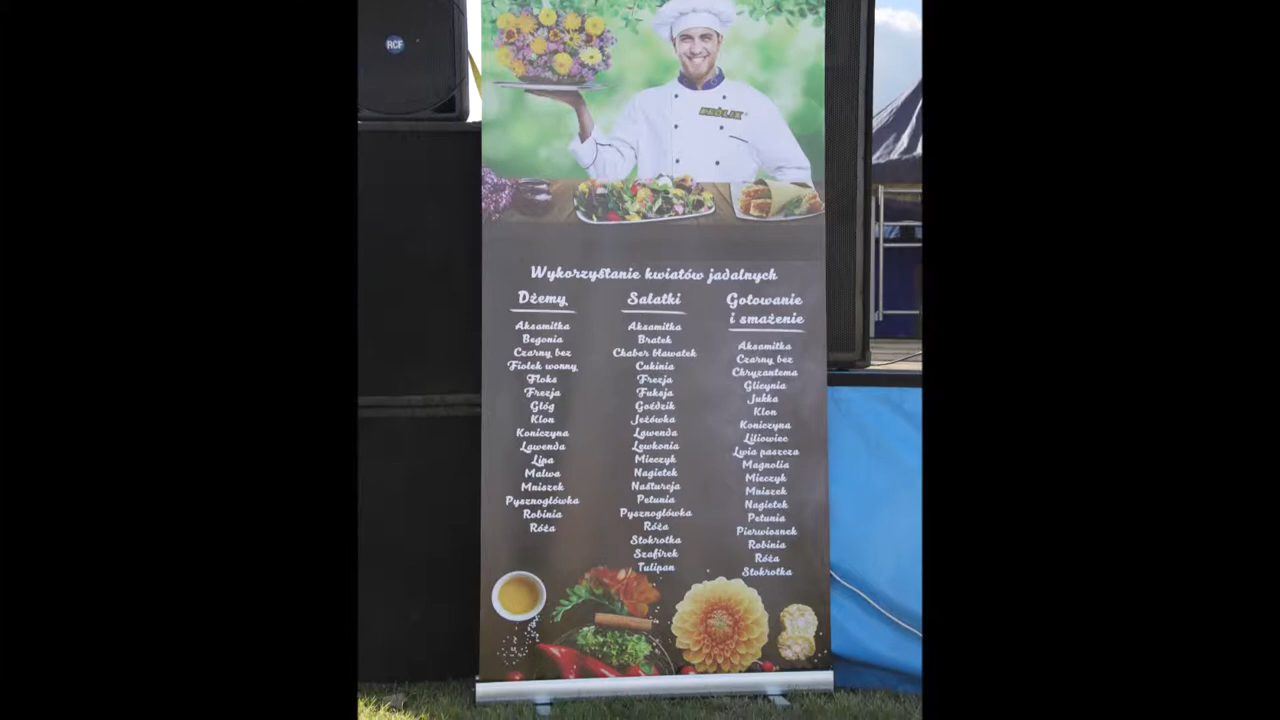 RCF
KRÓLIK
Wykorzystanie kwiatów jadalnych
Dżemy
Aksamitka
Begonia
Czarny bez
Fiołek wonny
Floks
Frezja
Głóg
Klon
Koniczyna
Lawenda
Lipa
Malwa
Mniszek
Pysznogłówka
Robinia
Róża
Sałatki
Aksamitka
Bratek
Chaber bławatek
Cukinia
Frezja
Fuksja
Goździk
Jeżówka
Lawenda
Lewkonia
Mieczyk
Nagietek
Nasturcja
Petunia
Pysznogłówka
Róża
Stokrotka
Szafirek
Tulipan
Gotowanie
i smażenie
Aksamitka
Czarny bez
Chryzantema
Glicynia
Jukka
Klon
Koniczyna
Liliowiec
Lwia paszcza
Magnolia
Mieczyk
Mniszek
Nagietek
Petunia
Pierwiosnek
Robinia
Róża
Stokrotka